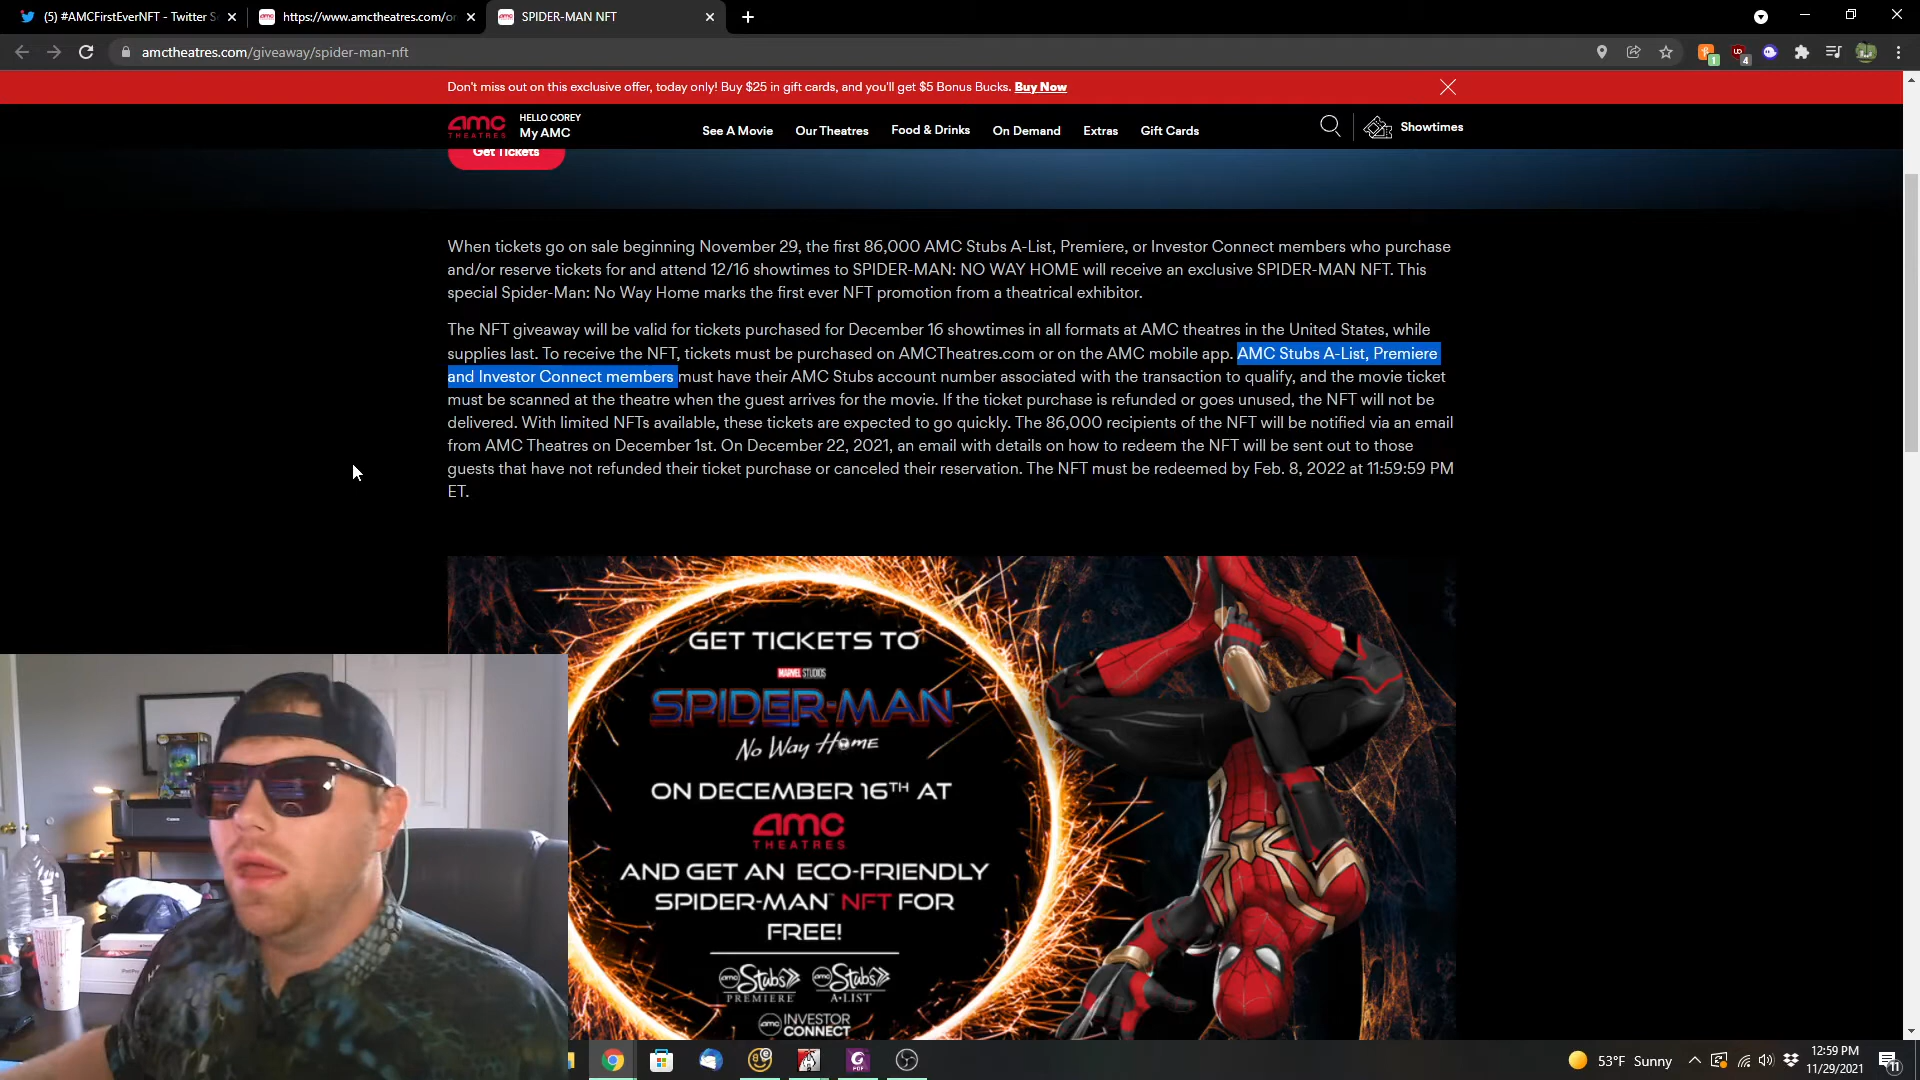 (5) #AMCFirstEverNFT - Twitter S
https://www.amctheatres.com/or
SPIDER-MAN NFT
amctheatres.com/giveaway/spider-man-nft
1
4
Don't miss out on this exclusive offer, today only! Buy $25 in gift cards, and you'll get $5 Bonus Bucks. Buy Now
amc THEATRES
HELLO COREY
My AMC
See A Movie
Our Theatres
Food & Drinks
On Demand
Extras
Gift Cards
Showtimes
Get Tickets
When tickets go on sale beginning November 29, the first 86,000 AMC Stubs A-List, Premiere, or Investor Connect members who purchase
and/or reserve tickets for and attend 12/16 showtimes to SPIDER-MAN: NO WAY HOME will receive an exclusive SPIDER-MAN NFT. This
special Spider-Man: No Way Home marks the first ever NFT promotion from a theatrical exhibitor.
The NFT giveaway will be valid for tickets purchased for December 16 showtimes in all formats at AMC theatres in the United States, while
supplies last. To receive the NFT, tickets must be purchased on AMCTheatres.com or on the AMC mobile app. AMC Stubs A-List, Premiere
and Investor Connect members must have their AMC Stubs account number associated with the transaction to qualify, and the movie ticket
must be scanned at the theatre when the guest arrives for the movie. If the ticket purchase is refunded or goes unused, the NFT will not be
delivered. With limited NFTs available, these tickets are expected to go quickly. The 86,000 recipients of the NFT will be notified via an email
from AMC Theatres on December 1st. On December 22, 2021, an email with details on how to redeem the NFT will be sent out to those
guests that have not refunded their ticket purchase or canceled their reservation. The NFT must be redeemed by Feb. 8, 2022 at 11:59:59 PM
ET.
GET TICKETS TO
MARVEL STUDIOS
SPIDER-MAN
No Way Home
ON DECEMBER 16TH AT
amc
THEATRES
AND GET AN ECO-FRIENDLY
SPIDER-MAN™ NFT FOR
FREE!
amc Stubs PREMIERE
amc Stubs A·LIST
amc INVESTOR CONNECT
Canon
53°F Sunny
12:59 PM
11/29/2021
11